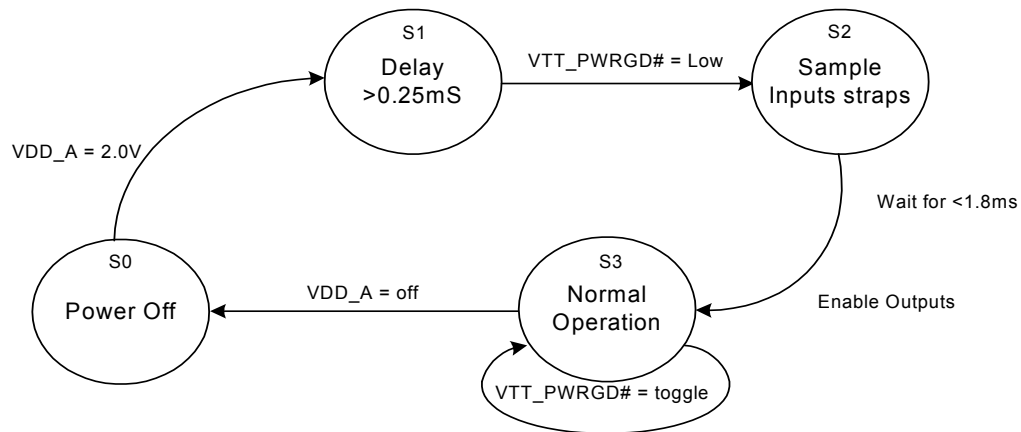 S1
Delay
>0.25mS
VTT_PWRGD# = Low
S2
Sample
Inputs straps
VDD_A = 2.0V
Wait for <1.8ms
S0
Power Off
VDD_A = off
S3
Normal
Operation
Enable Outputs
VTT_PWRGD# = toggle